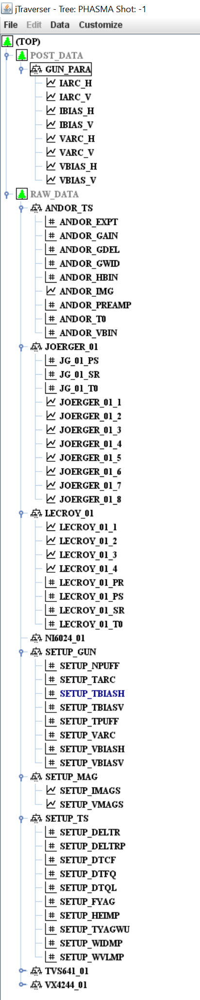 jTraverser - Tree: PHASMA Shot: -1
File Edit Data Customize
(TOP)
POST_DATA
GUN_PARA
IARC_H
IARC_V
IBIAS_H
IBIAS_V
VARC_H
VARC_V
VBIAS_H
VBIAS_V
RAW_DATA
ANDOR_TS
ANDOR_EXPT
ANDOR_GAIN
ANDOR_GDEL
ANDOR_GWID
ANDOR_HBIN
ANDOR_IMG
ANDOR_PREAMP
ANDOR_T0
ANDOR_VBIN
JOERGER_01
JG_01_PS
JG_01_SR
JG_01_T0
JOERGER_01_1
JOERGER_01_2
JOERGER_01_3
JOERGER_01_4
JOERGER_01_5
JOERGER_01_6
JOERGER_01_7
JOERGER_01_8
LECROY_01
LECROY_01_1
LECROY_01_2
LECROY_01_3
LECROY_01_4
LECROY_01_PR
LECROY_01_PS
LECROY_01_SR
LECROY_01_T0
NI6024_01
SETUP_GUN
SETUP_NPUFF
SETUP_TARC
SETUP_TBIASH
SETUP_TBIASV
SETUP_TPUFF
SETUP_VARC
SETUP_VBIASH
SETUP_VBIASV
SETUP_MAG
SETUP_IMAGS
SETUP_VMAGS
SETUP_TS
SETUP_DELTR
SETUP_DELTRP
SETUP_DTCF
SETUP_DTFQ
SETUP_DTQL
SETUP_FYAG
SETUP_HEIMP
SETUP_TYAGWU
SETUP_WIDMP
SETUP_WVLMP
TVS641_01
VX4244_01